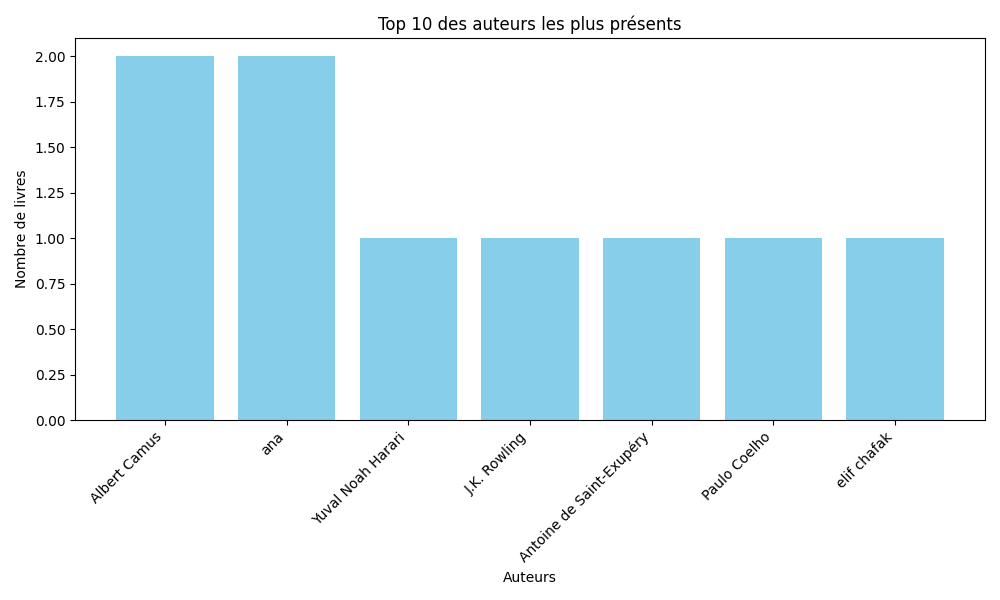 Top 10 des auteurs les plus présents
Nombre de livres
2.00
1.75
1.50
1.25
1.00
0.75
0.50
0.25
0.00
Albert Camus
ana
Yuval Noah Harari
J.K. Rowling
Antoine de Saint-Exupéry
Paulo Coelho
elif chafak
Auteurs